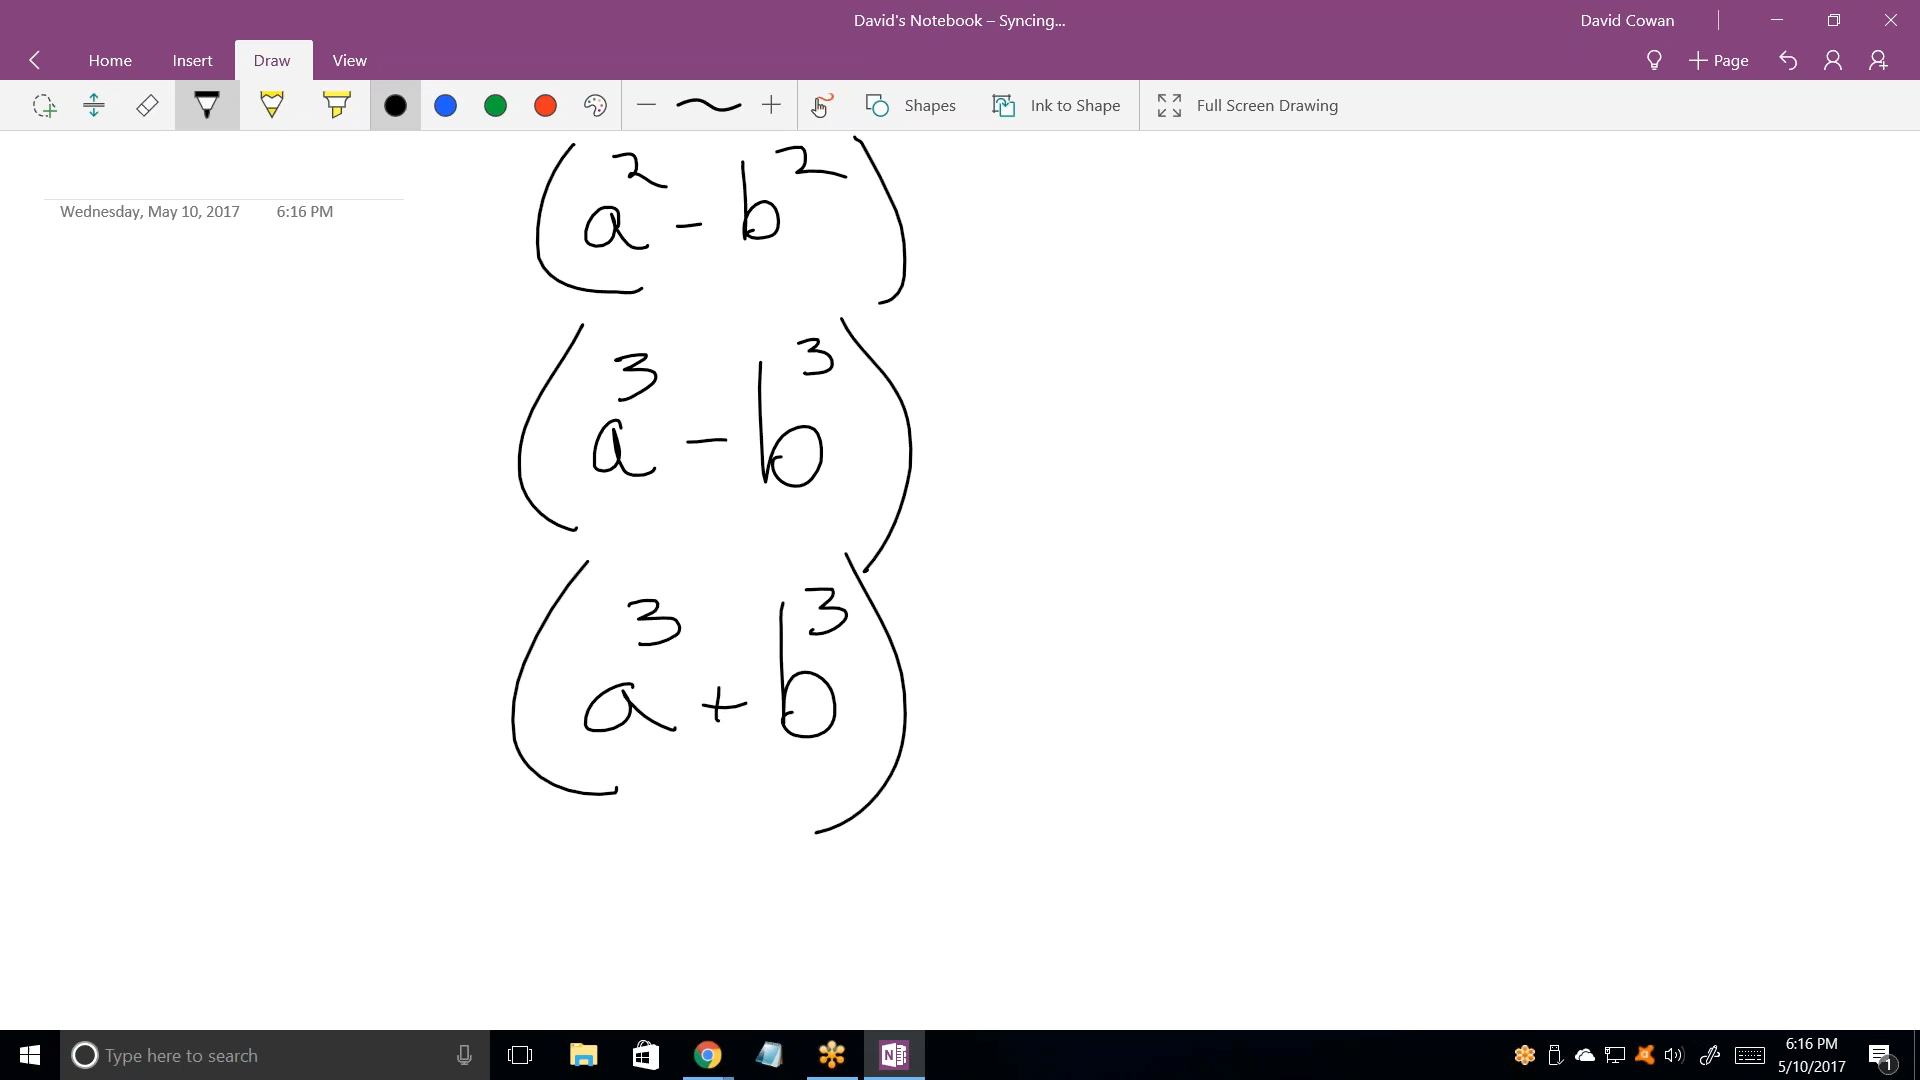 David's Notebook – Syncing...
David Cowan
Home Insert Draw View
Page
Shapes Ink to Shape Full Screen Drawing
Wednesday, May 10, 2017 6:16 PM
(a² - b²)
(a³ - b³)
(a³ + b³)
Type here to search
N
6:16 PM
5/10/2017
1